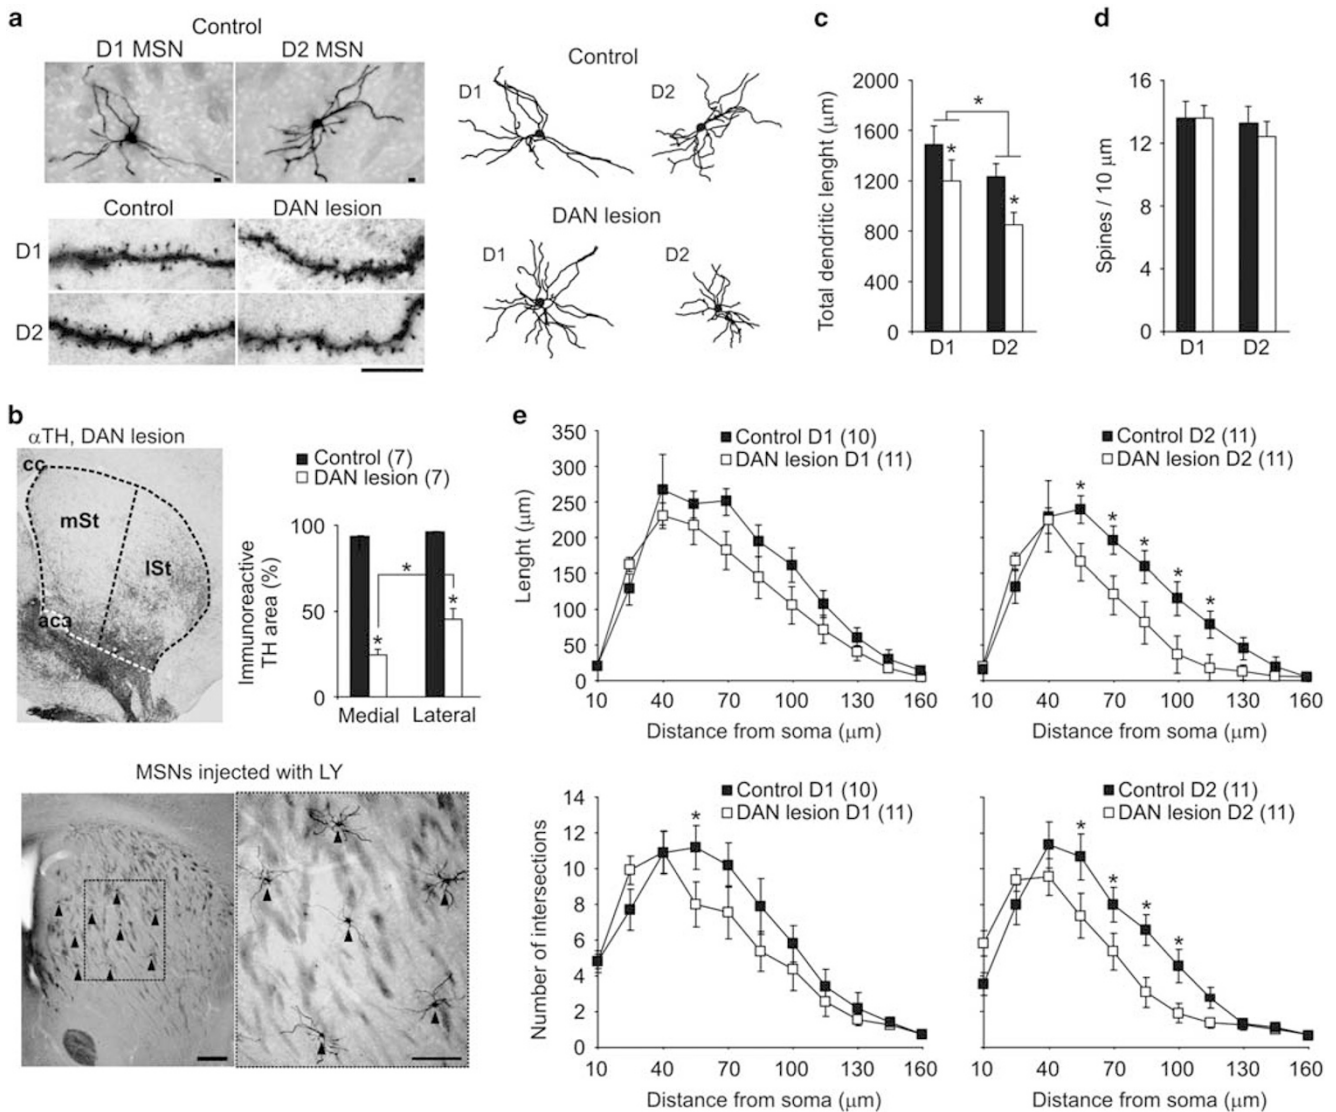 a
Control
D1 MSN
D2 MSN
Control
D1
D2
Control
DAN lesion
D1
D2
DAN lesion
D1
D2
c
Total dendritic lenght (μm)
2000
1600
1200
800
400
0
*
*
*
D1
D2
d
Spines / 10 μm
16
12
8
4
0
D1
D2
b
αTH, DAN lesion
cc
mSt
lSt
aca
Control (7)
DAN lesion (7)
Immunoreactive
TH area (%)
100
50
0
*
*
*
Medial
Lateral
MSNs injected with LY
e
Lenght (μm)
350
300
250
200
150
100
50
0
Control D1 (10)
DAN lesion D1 (11)
10 40 70 100 130 160
Distance from soma (μm)
Control D2 (11)
DAN lesion D2 (11)
* * * * *
10 40 70 100 130 160
Distance from soma (μm)
Number of intersections
14
12
10
8
6
4
2
0
Control D1 (10)
DAN lesion D1 (11)
*
10 40 70 100 130 160
Distance from soma (μm)
Control D2 (11)
DAN lesion D2 (11)
* * * *
10 40 70 100 130 160
Distance from soma (μm)